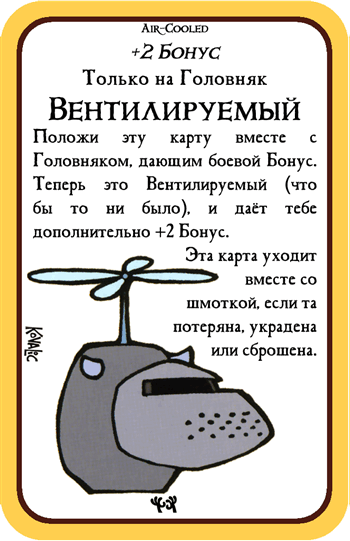 Air-Cooled
+2 Бонус
Только на Головняк
Вентилируемый
Положи эту карту вместе с
Головняком, дающим боевой Бонус.
Теперь это Вентилируемый (что
бы то ни было), и даёт тебе
дополнительно +2 Бонус.
Эта карта уходит
вместе со
шмоткой, если та
потеряна, украдена
или сброшена.
Kovalic